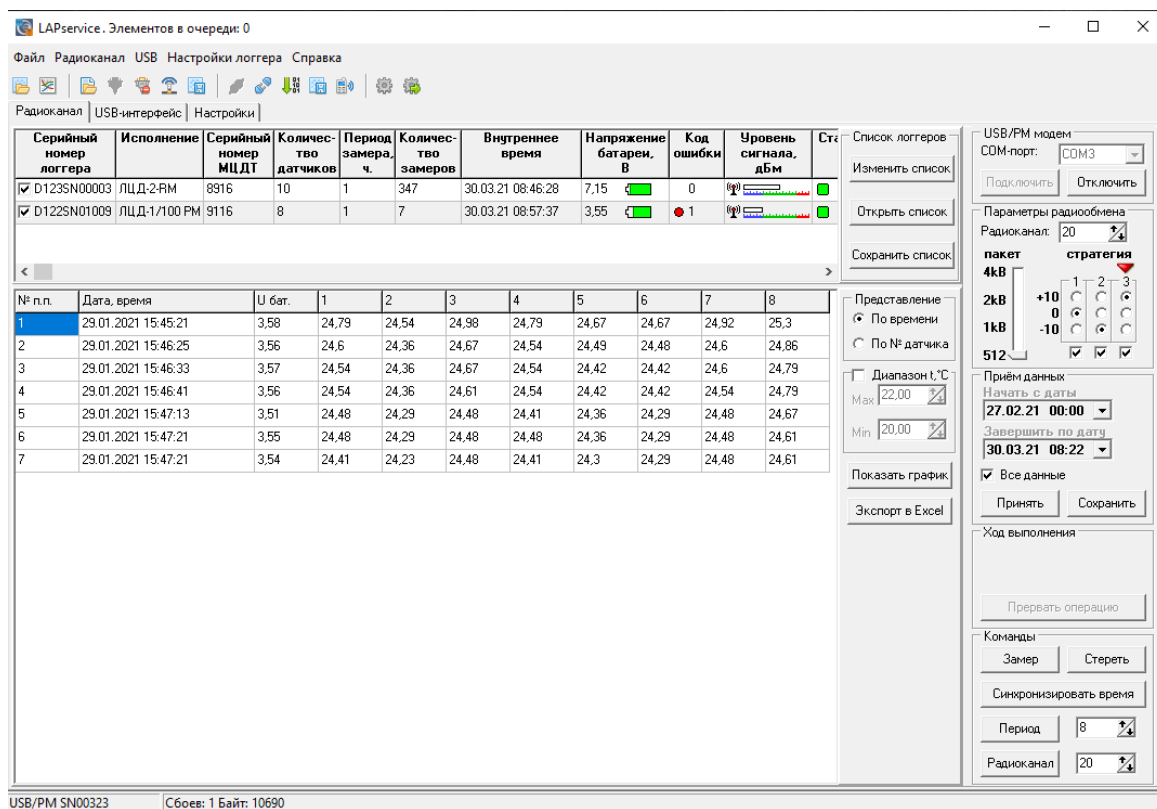 LAPservice. Элементов в очереди: 0
Файл Радиоканал USB Настройки логгера Справка
Радиоканал USB-интерфейс Настройки
Серийный номер логгера Исполнение Серийный номер МЦДТ Количес-тво датчиков Период замера, ч. Количес-тво замеров Внутреннее время Напряжение батареи, В Код ошибки Уровень сигнала, дБм Ста
D123SN00003 ЛЦД-2-RM 8916 10 1 347 30.03.21 08:46:28 7,15 0
D122SN01009 ЛЦД-1/100 РМ 9116 8 1 7 30.03.21 08:57:37 3,55 1
№ п.п. Дата, время U бат. 1 2 3 4 5 6 7 8
1 29.01.2021 15:45:21 3,58 24,79 24,54 24,98 24,79 24,67 24,67 24,92 25,3
2 29.01.2021 15:46:25 3,56 24,6 24,36 24,67 24,54 24,49 24,48 24,6 24,86
3 29.01.2021 15:46:33 3,57 24,54 24,36 24,67 24,54 24,42 24,42 24,6 24,79
4 29.01.2021 15:46:41 3,56 24,54 24,36 24,61 24,54 24,42 24,42 24,54 24,79
5 29.01.2021 15:47:13 3,51 24,48 24,29 24,48 24,41 24,36 24,29 24,48 24,67
6 29.01.2021 15:47:21 3,55 24,48 24,29 24,48 24,48 24,36 24,29 24,48 24,61
7 29.01.2021 15:47:21 3,54 24,41 24,23 24,48 24,41 24,3 24,29 24,48 24,61
Список логгеров
Изменить список
Открыть список
Сохранить список
Представление
По времени
По № датчика
Диапазон t,°C
Max 22,00
Min 20,00
Показать график
Экспорт в Excel
USB/РМ модем
COM-порт: COM3
Подключить Отключить
Параметры радиообмена
Радиоканал: 20
пакет стратегия
4kB
1 2 3
2kB +10
0
1kB -10
512
Приём данных
Начать с даты
27.02.21 00:00
Завершить по дату
30.03.21 08:22
Все данные
Принять Сохранить
Ход выполнения
Прервать операцию
Команды
Замер Стереть
Синхронизировать время
Период 8
Радиоканал 20
USB/РМ SN00323 Сбоев: 1 Байт: 10690